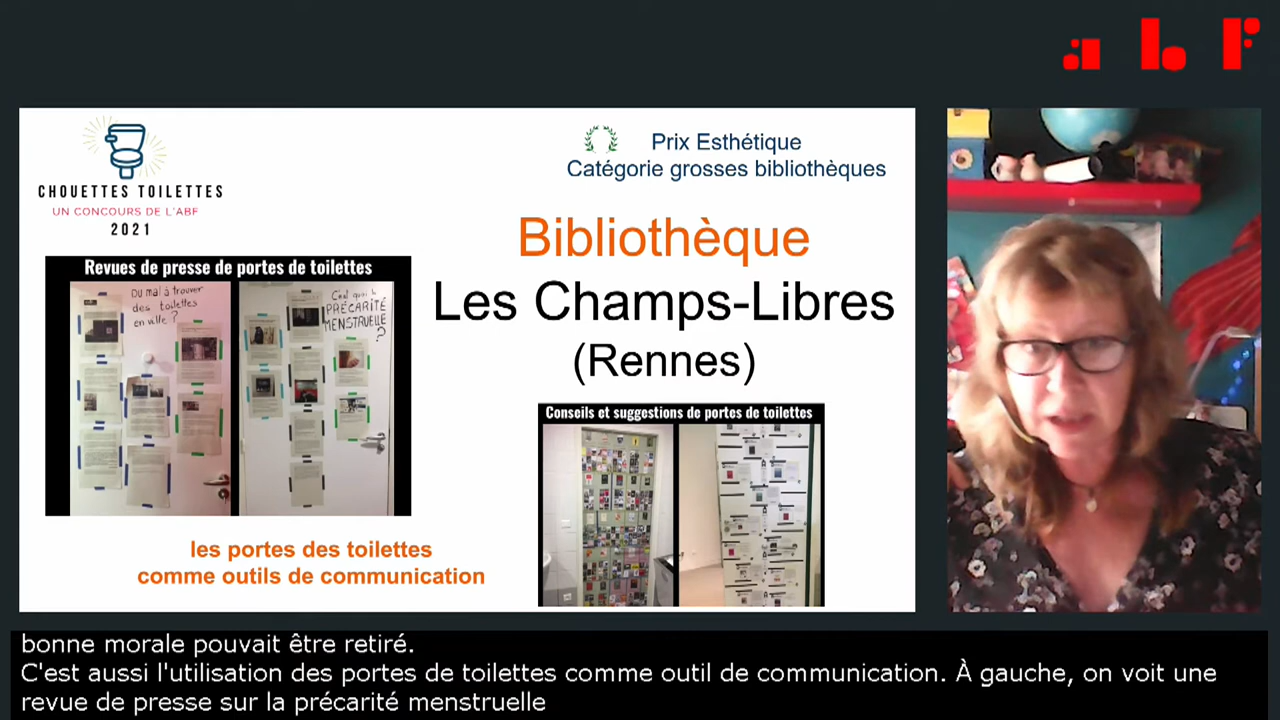 abf
CHOUETTES TOILETTES
UN CONCOURS DE L'ABF
2021
Prix Esthétique
Catégorie grosses bibliothèques
Bibliothèque
Les Champs-Libres
(Rennes)
Revues de presse de portes de toilettes
DU mal à trouver
des toilettes
en ville ?
C'est quoi la
PRÉCARITÉ
MENSTRUELLE
?
Conseils et suggestions de portes de toilettes
les portes des toilettes
comme outils de communication
bonne morale pouvait être retiré.
C'est aussi l'utilisation des portes de toilettes comme outil de communication. À gauche, on voit une
revue de presse sur la précarité menstruelle